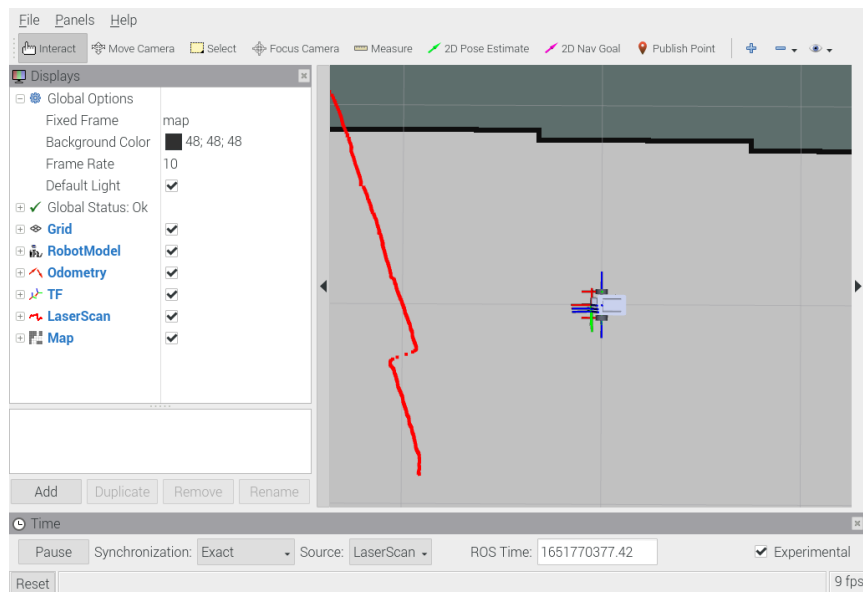 File Panels Help
Interact Move Camera Select Focus Camera Measure 2D Pose Estimate 2D Nav Goal Publish Point
Displays
Global Options
Fixed Frame map
Background Color 48; 48; 48
Frame Rate 10
Default Light
Global Status: Ok
Grid
RobotModel
Odometry
TF
LaserScan
Map
Add Duplicate Remove Rename
Time
Pause Synchronization: Exact Source: LaserScan ROS Time: 1651770377.42 Experimental
Reset 9 fps